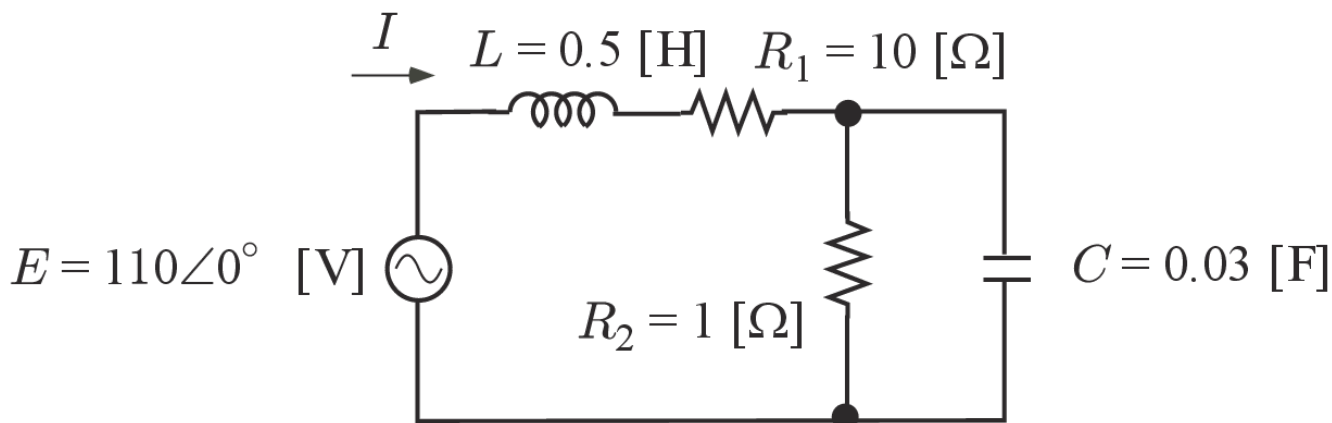 I
L = 0.5 [H]
R₁ = 10 [Ω]
E = 110∠0° [V]
R₂ = 1 [Ω]
C = 0.03 [F]